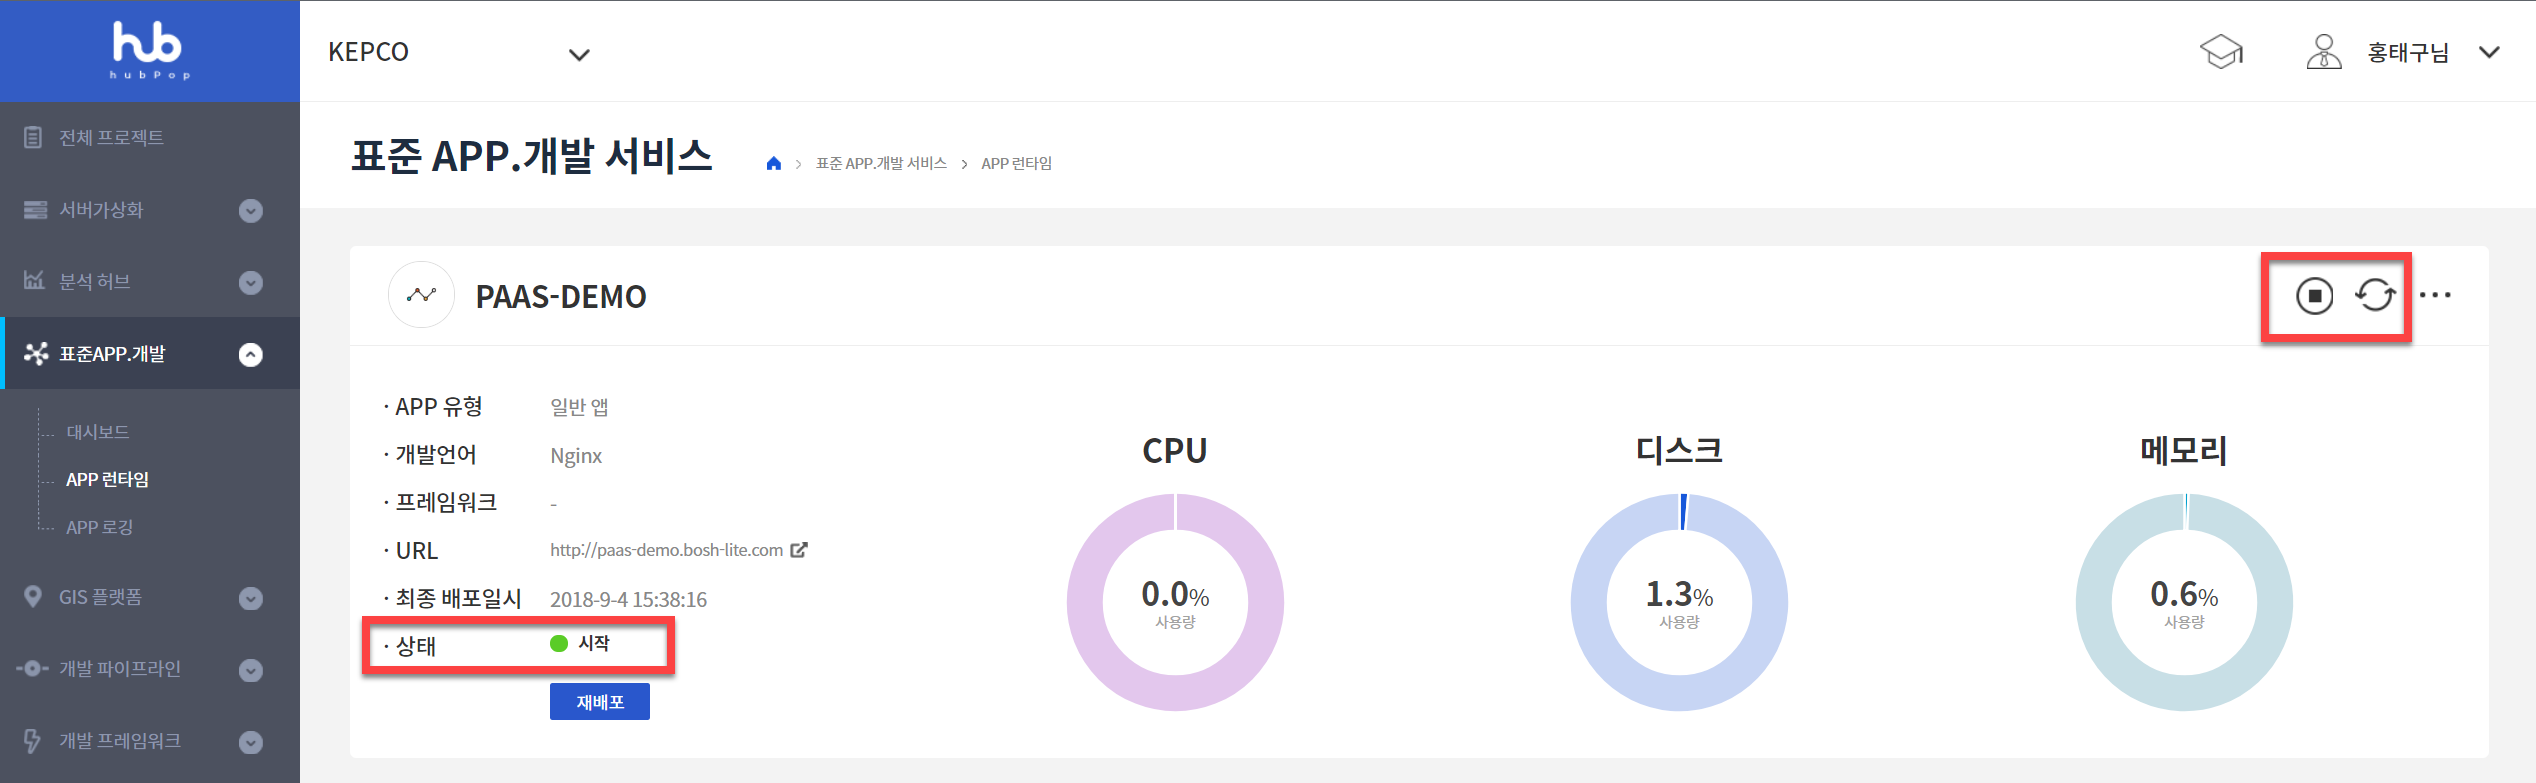 hub
hubPop
KEPCO
홍태구님
전체 프로젝트
서버가상화
분석 허브
표준APP.개발
대시보드
APP 런타임
APP 로깅
GIS 플랫폼
개발 파이프라인
개발 프레임워크
표준 APP.개발 서비스
표준 APP.개발 서비스 > APP 런타임
PAAS-DEMO
· APP 유형 일반 앱
· 개발언어 Nginx
· 프레임워크 -
· URL http://paas-demo.bosh-lite.com
· 최종 배포일시 2018-9-4 15:38:16
· 상태 시작
재배포
CPU
0.0%
사용량
디스크
1.3%
사용량
메모리
0.6%
사용량